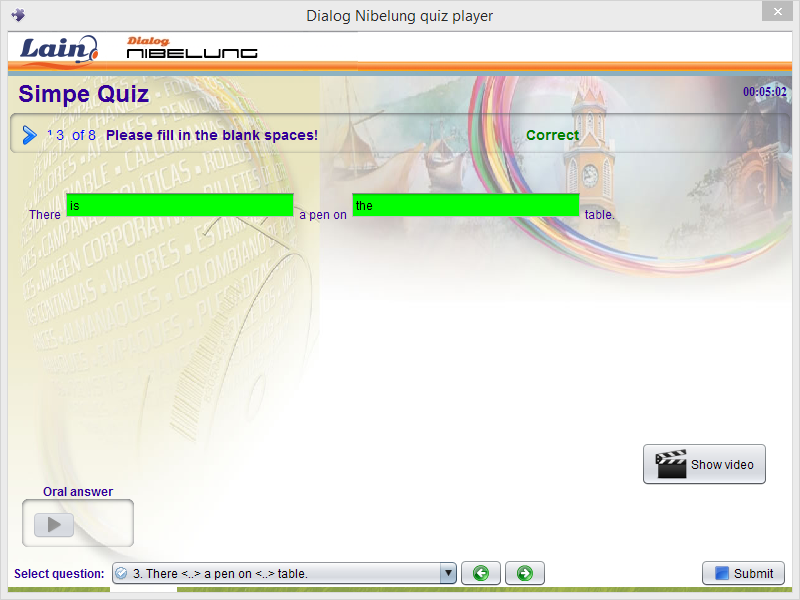 Dialog Nibelung quiz player
Lain
Dialog
NIBELUNG
Simpe Quiz
00:05:02
3 of 8 Please fill in the blank spaces! Correct
There is a pen on the table.
Show video
Oral answer
Select question: 3. There <..> a pen on <..> table. Submit